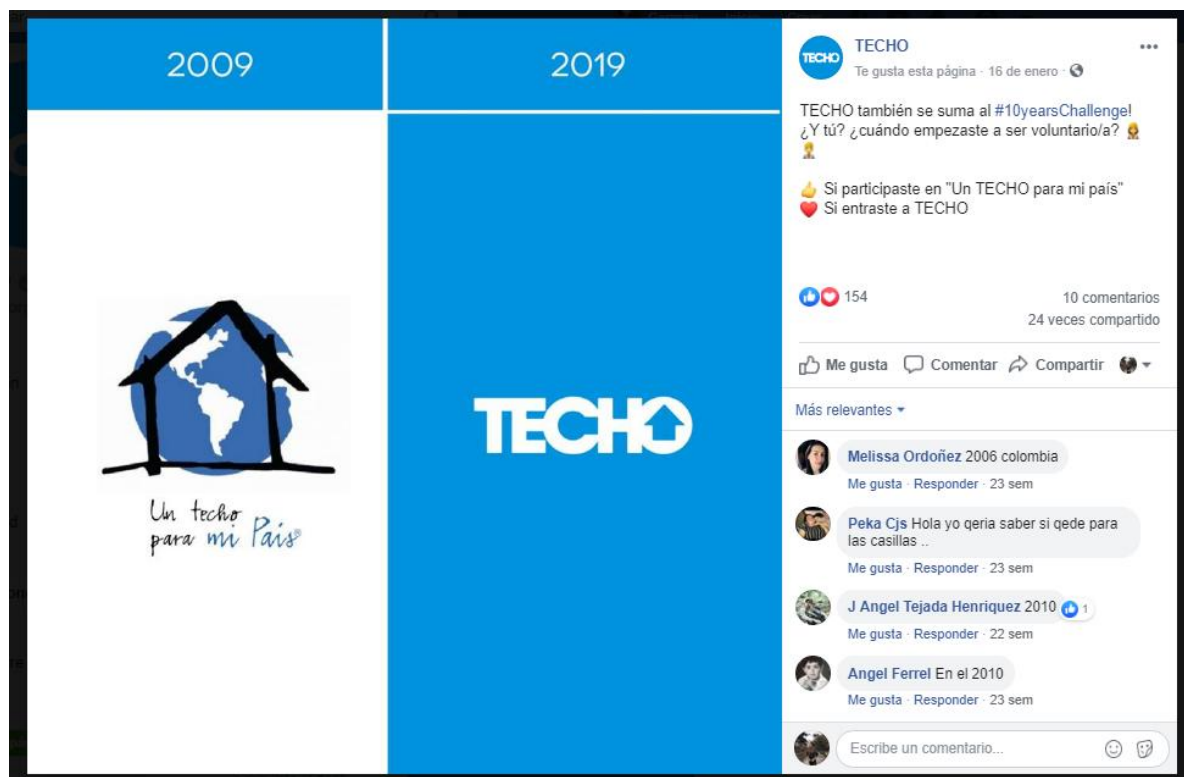 2009
2019
Un techo
para mi País
TECHO
TECHO
TECHO
Te gusta esta página · 16 de enero ·
TECHO también se suma al #10yearsChallenge!
¿Y tú? ¿cuándo empezaste a ser voluntario/a?
Si participaste en "Un TECHO para mi país"
Si entraste a TECHO
154
10 comentarios
24 veces compartido
Me gusta Comentar Compartir
Más relevantes
Melissa Ordoñez 2006 colombia
Me gusta · Responder · 23 sem
Peka Cjs Hola yo qeria saber si qede para
las casillas ..
Me gusta · Responder · 23 sem
J Angel Tejada Henriquez 2010
1
Me gusta · Responder · 22 sem
Angel Ferrel En el 2010
Me gusta · Responder · 23 sem
Escribe un comentario...